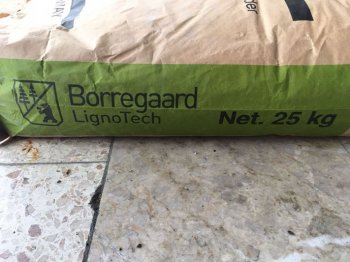 Borregaard
LignoTech
Net. 25 kg